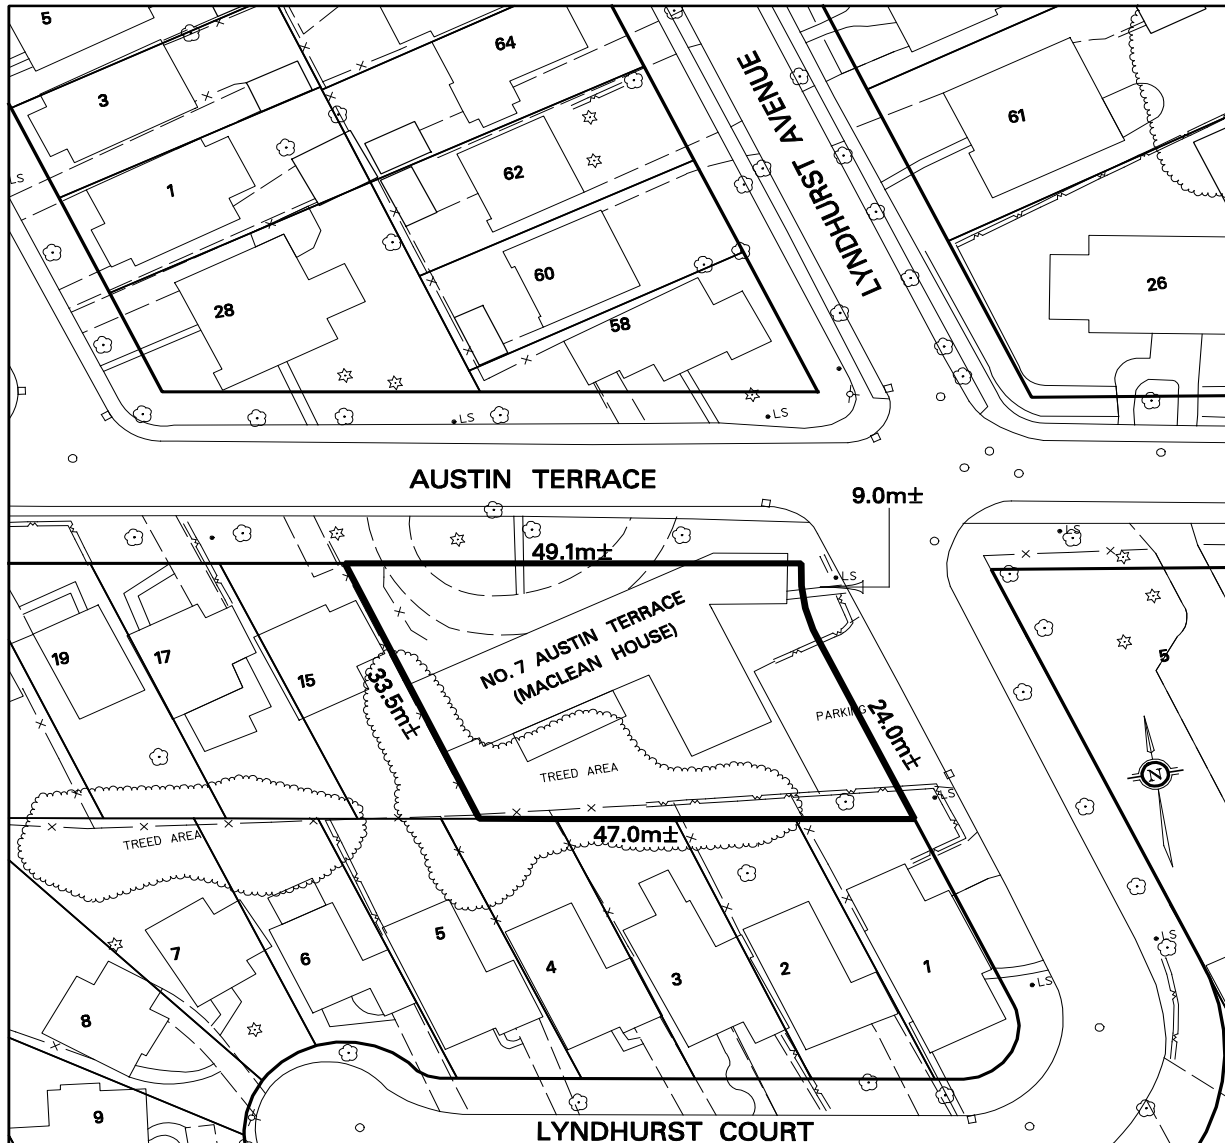 5
64
3
61
62
1
LYNDHURST AVENUE
LS
60
26
28
58
LS
LS
AUSTIN TERRACE
9.0m±
LS
49.1m±
LS
NO. 7 AUSTIN TERRACE
(MACLEAN HOUSE)
19
17
15
5
33.5m±
PARKING
24.0m±
TREED AREA
N
LS
TREED AREA
47.0m±
5
LS
7
6
4
3
2
1
LS
8
9
LYNDHURST COURT